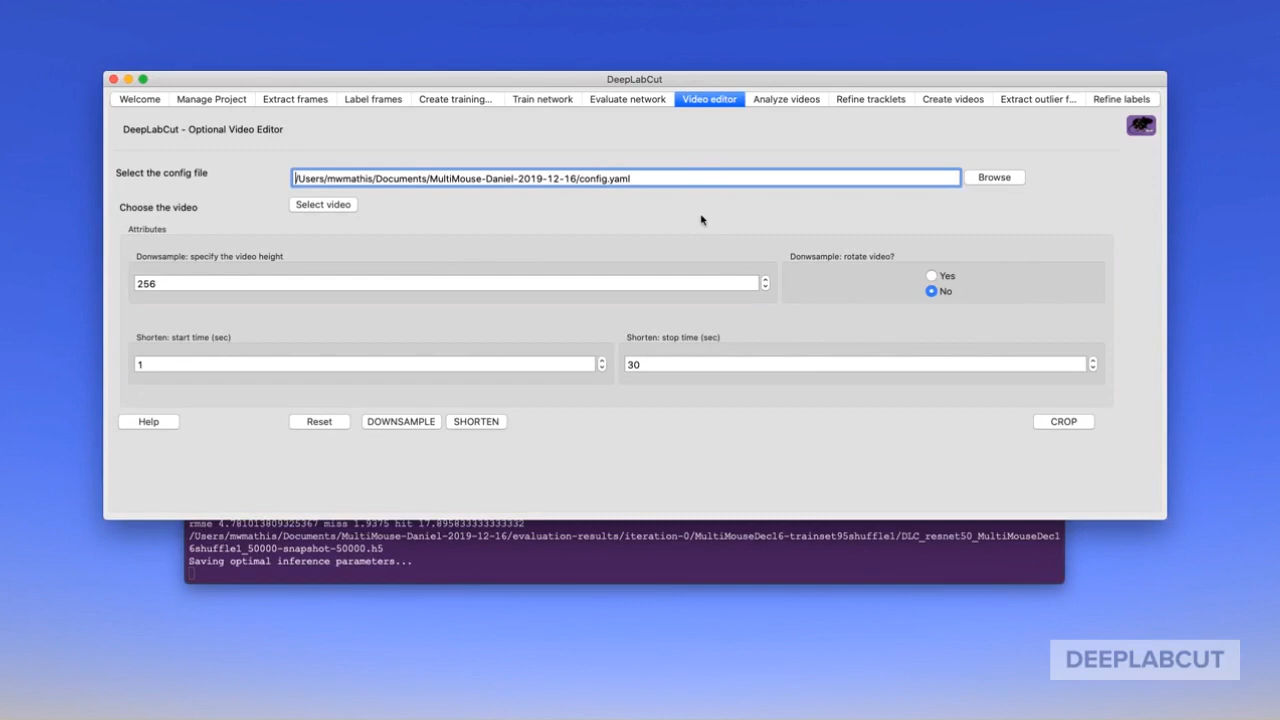 DeepLabCut
Welcome Manage Project Extract frames Label frames Create training... Train network Evaluate network Video editor Analyze videos Refine tracklets Create videos Extract outlier f... Refine labels
DeepLabCut - Optional Video Editor
Select the config file /Users/mwmathis/Documents/MultiMouse-Daniel-2019-12-16/config.yaml Browse
Choose the video Select video
Attributes
Donwsample: specify the video height Donwsample: rotate video?
256 Yes
No
Shorten: start time (sec) Shorten: stop time (sec)
1 30
Help Reset DOWNSAMPLE SHORTEN CROP
rmse 4.781013809325367 miss 1.9375 hit 17.895833333333332
/Users/mwmathis/Documents/MultiMouse-Daniel-2019-12-16/evaluation-results/iteration-0/MultiMouseDec16-trainset95shuffle1/DLC_resnet50_MultiMouseDec1
6shuffle1_50000-snapshot-50000.h5
Saving optimal inference parameters...
DEEPLABCUT